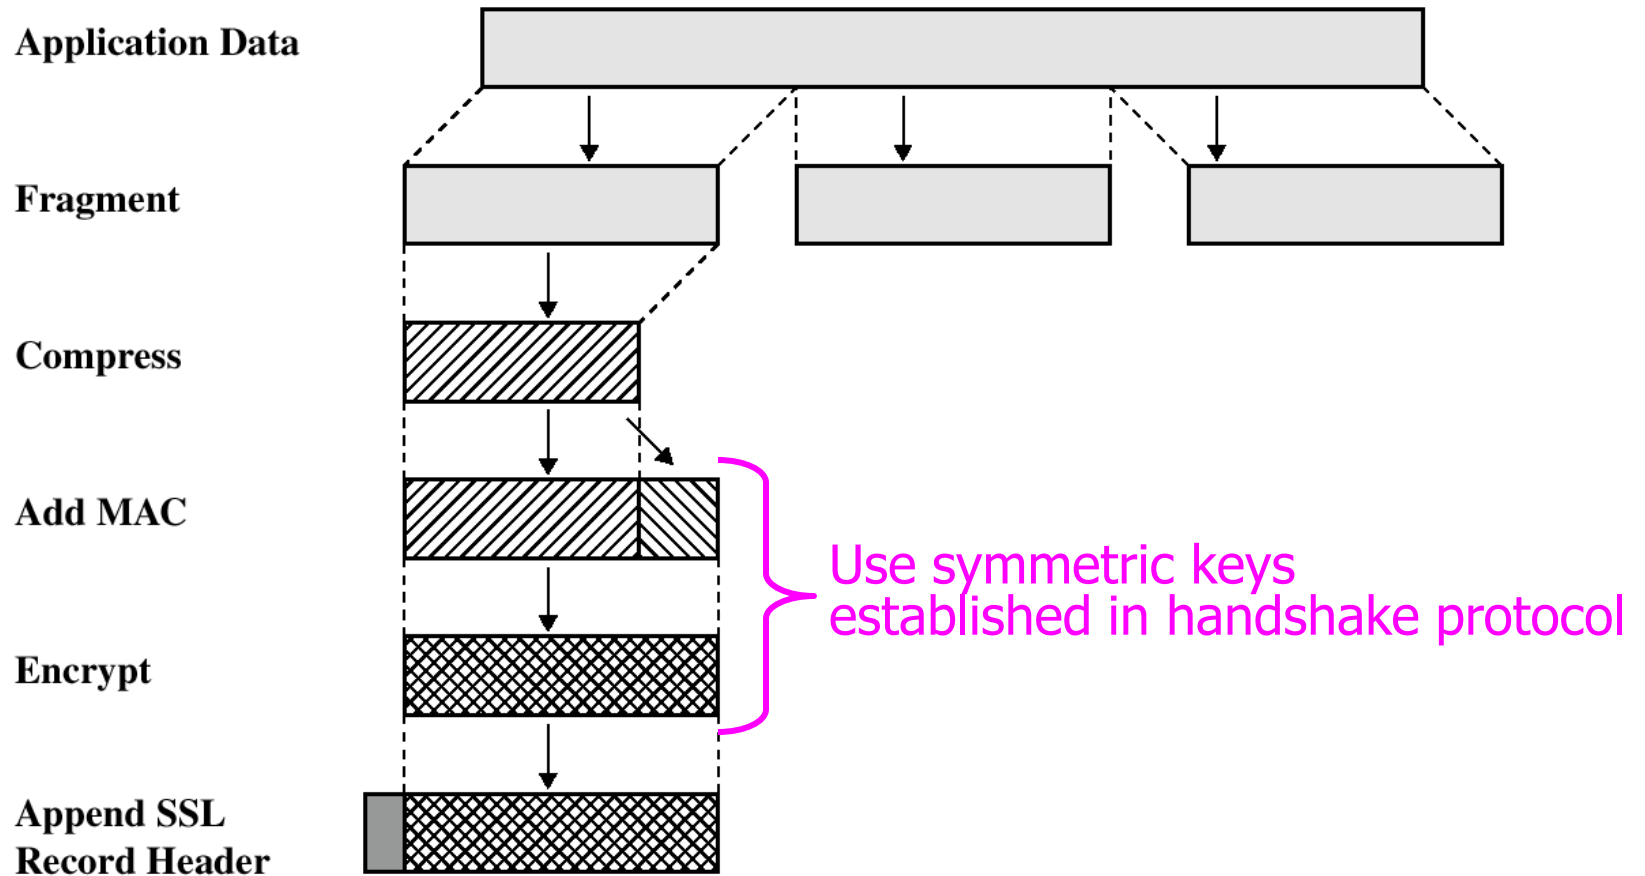 Application Data
Fragment
Compress
Add MAC
Use symmetric keys
established in handshake protocol
Encrypt
Append SSL
Record Header